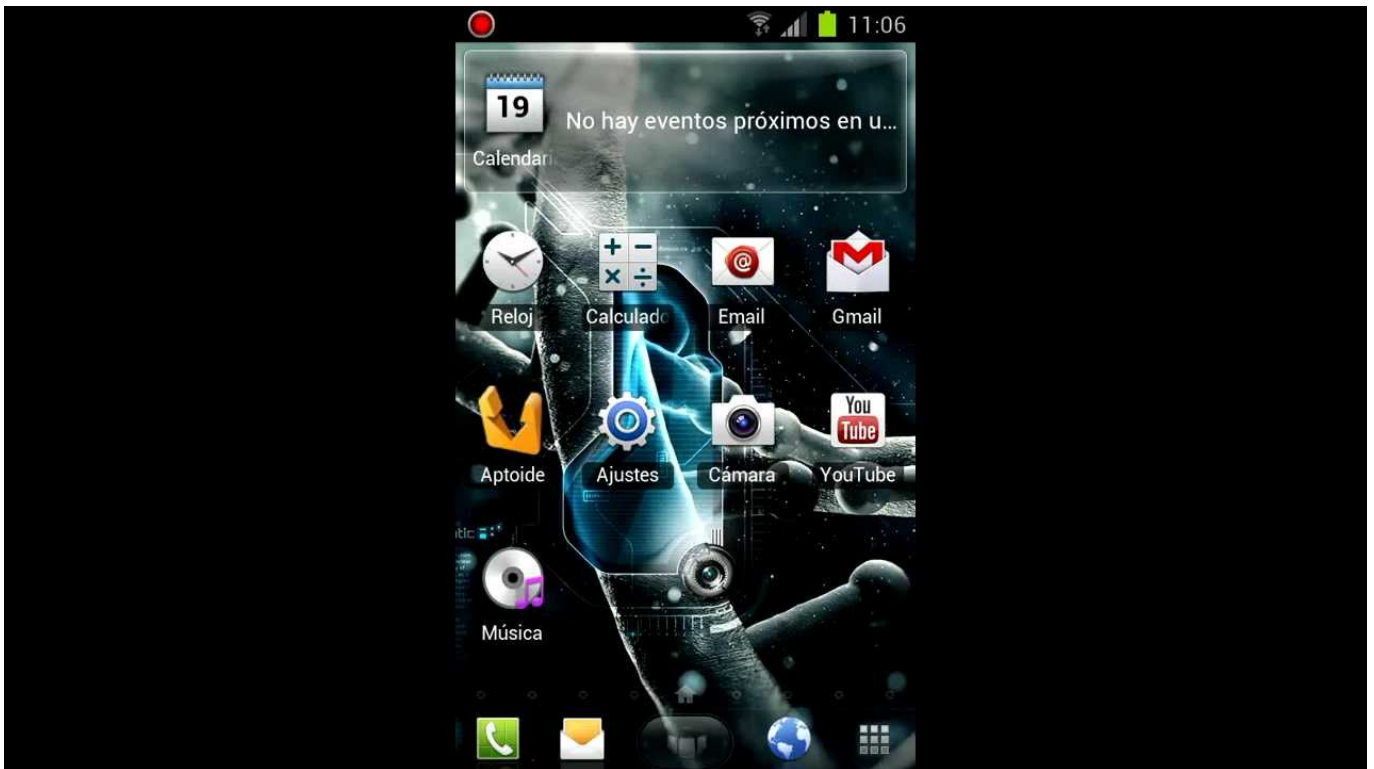 11:06
19
No hay eventos próximos en u...
Calendari
Reloj
Calculado
Email
Gmail
You
Tube
Aptoide
Ajustes
Cámara
YouTube
tic
Música